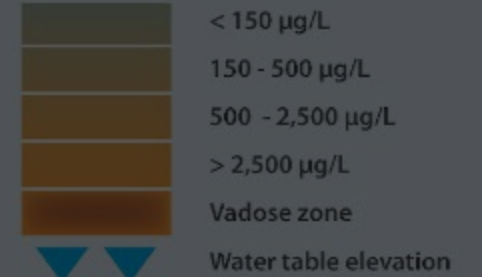 < 150 µg/L
150 - 500 µg/L
500  - 2,500 µg/L
> 2,500 µg/L
Vadose zone
Water table elevation